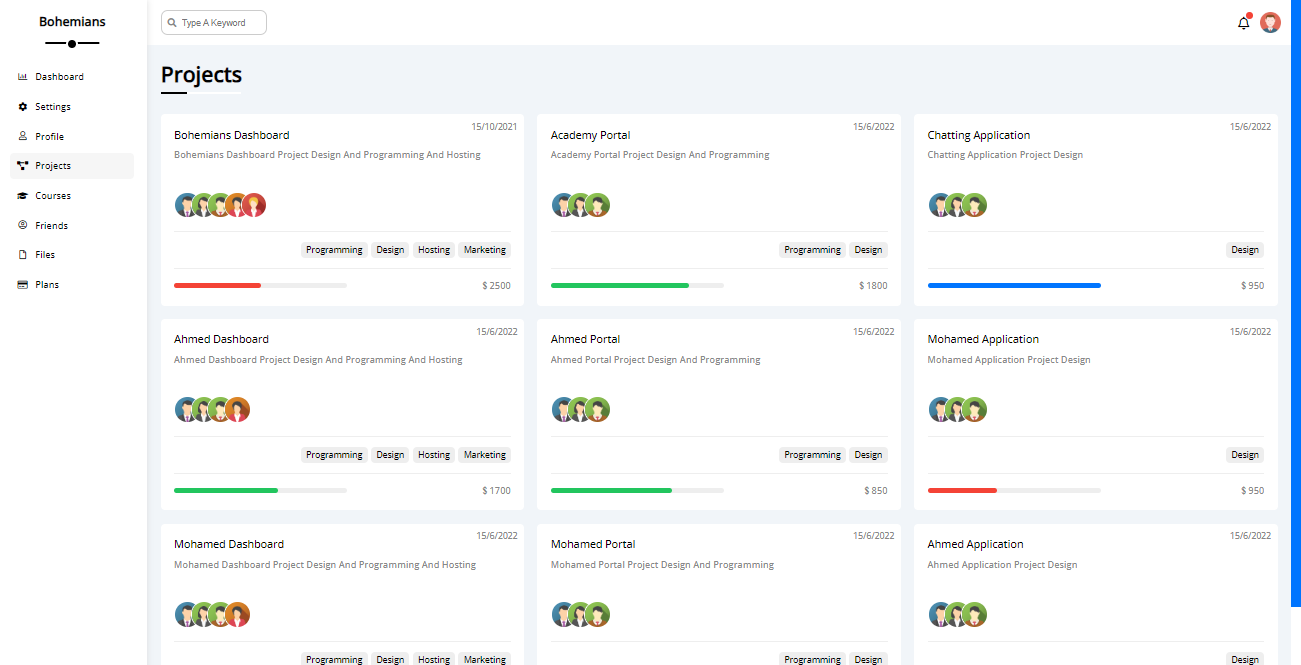 Bohemians
Type A Keyword
Dashboard
Settings
Profile
Projects
Courses
Friends
Files
Plans
Projects
15/10/2021
Bohemians Dashboard
Bohemians Dashboard Project Design And Programming And Hosting
Programming Design Hosting Marketing
$ 2500
15/6/2022
Academy Portal
Academy Portal Project Design And Programming
Programming Design
$ 1800
15/6/2022
Chatting Application
Chatting Application Project Design
Design
$ 950
15/6/2022
Ahmed Dashboard
Ahmed Dashboard Project Design And Programming And Hosting
Programming Design Hosting Marketing
$ 1700
15/6/2022
Ahmed Portal
Ahmed Portal Project Design And Programming
Programming Design
$ 850
15/6/2022
Mohamed Application
Mohamed Application Project Design
Design
$ 950
15/6/2022
Mohamed Dashboard
Mohamed Dashboard Project Design And Programming And Hosting
Programming Design Hosting Marketing
15/6/2022
Mohamed Portal
Mohamed Portal Project Design And Programming
Programming Design
15/6/2022
Ahmed Application
Ahmed Application Project Design
Design